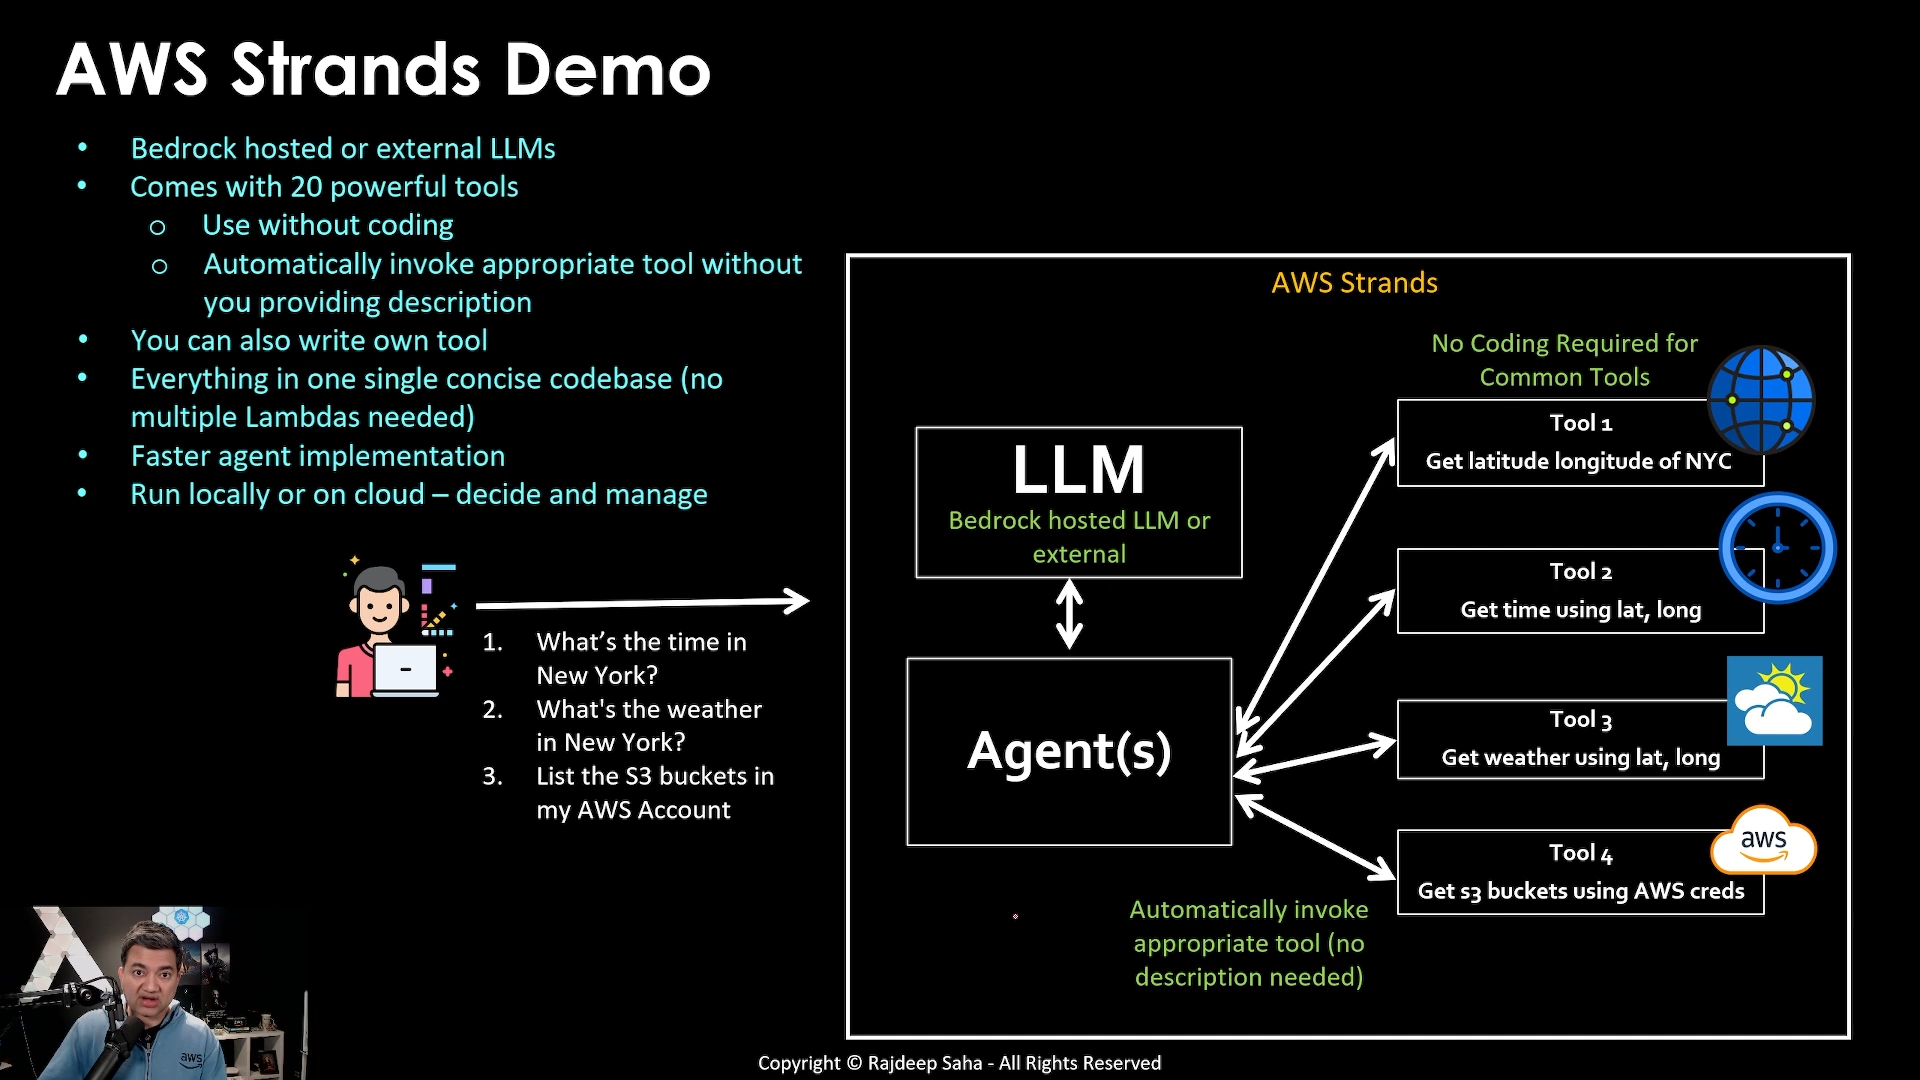 AWS Strands Demo
• Bedrock hosted or external LLMs
• Comes with 20 powerful tools
o Use without coding
o Automatically invoke appropriate tool without
you providing description
• You can also write own tool
• Everything in one single concise codebase (no
multiple Lambdas needed)
• Faster agent implementation
• Run locally or on cloud – decide and manage
1. What’s the time in
New York?
2. What's the weather
in New York?
3. List the S3 buckets in
my AWS Account
AWS Strands
LLM
Bedrock hosted LLM or
external
Agent(s)
No Coding Required for
Common Tools
Tool 1
Get latitude longitude of NYC
Tool 2
Get time using lat, long
Tool 3
Get weather using lat, long
Tool 4
Get s3 buckets using AWS creds
aws
Automatically invoke
appropriate tool (no
description needed)
aws
Copyright © Rajdeep Saha - All Rights Reserved